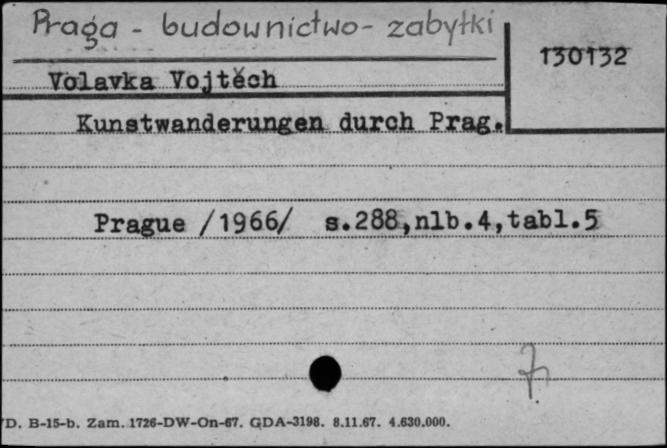 Praga - budownictwo - zabytki
130132
Volavka Vojtěch
Kunstwanderungen durch Prag.
Prague /1966/ s.288,nlb.4,tabl.5
D. B-15-b. Zam. 1726-DW-On-67. GDA-3198. 8.11.67. 4.630.000.